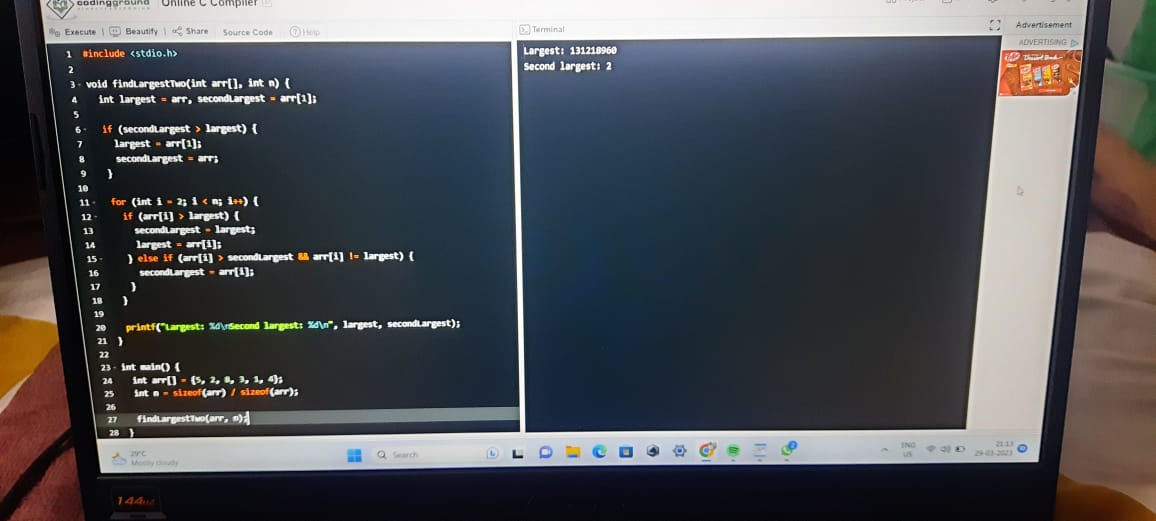 codingground Online C Compiler
Execute | Beautify | Share Source Code Help
Terminal
Advertisement
ADVERTISING
1 #include <stdio.h>
2
3 void findLargestTwo(int arr[], int n) {
4 int largest = arr, secondLargest = arr[1];
5
6 if (secondLargest > largest) {
7 largest = arr[1];
8 secondLargest = arr;
9 }
10
11 for (int i = 2; i < n; i++) {
12 if (arr[i] > largest) {
13 secondLargest = largest;
14 largest = arr[i];
15 } else if (arr[i] > secondLargest && arr[i] != largest) {
16 secondLargest = arr[i];
17 }
18 }
19
20 printf("Largest: %d\nSecond largest: %d\n", largest, secondLargest);
21 }
22
23 int main() {
24 int arr[] = {5, 2, 8, 3, 1, 4};
25 int n = sizeof(arr) / sizeof(arr);
26
27 findLargestTwo(arr, n);
28 }
Largest: 131218960
Second largest: 2
29°C
Mostly cloudy
Search
2
ENG
US
21:13
29-03-2023
144Hz